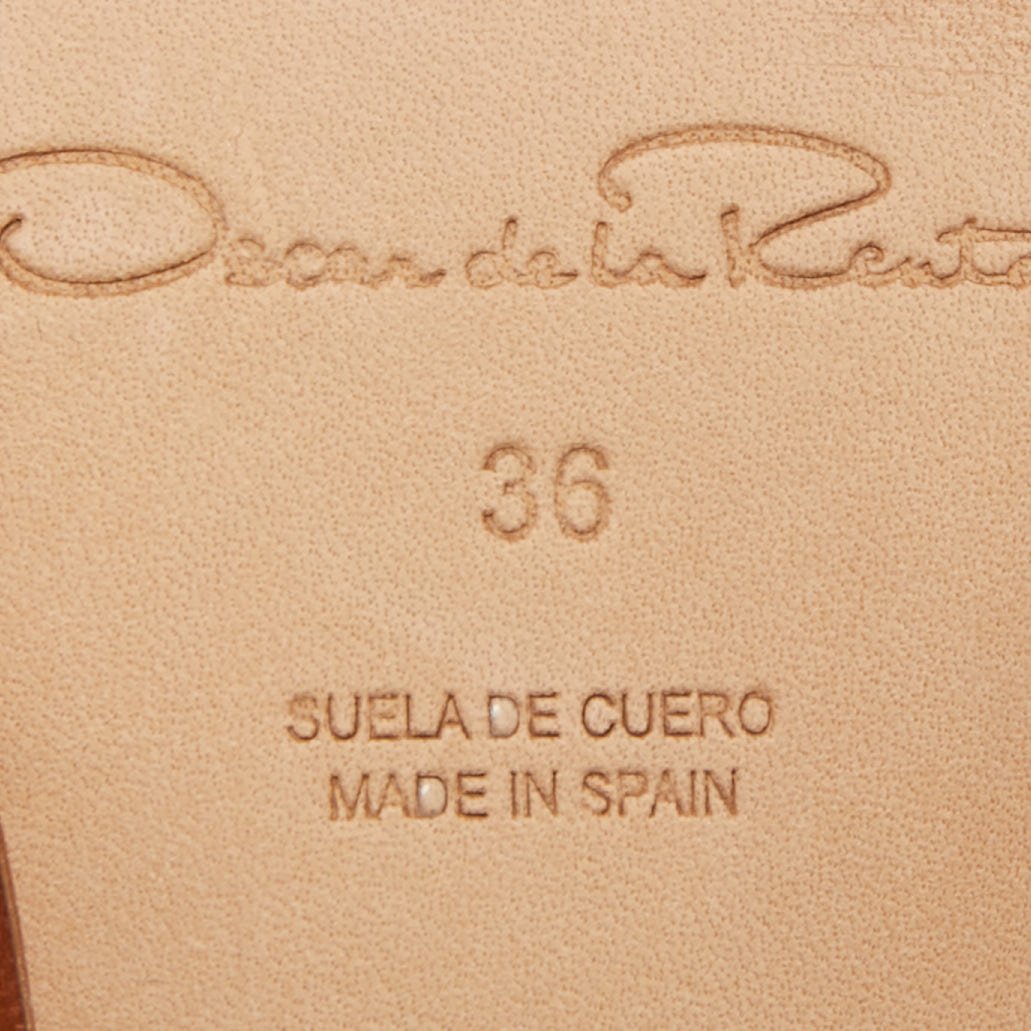 Oscar de la Renta
36
SUELA DE CUERO
MADE IN SPAIN